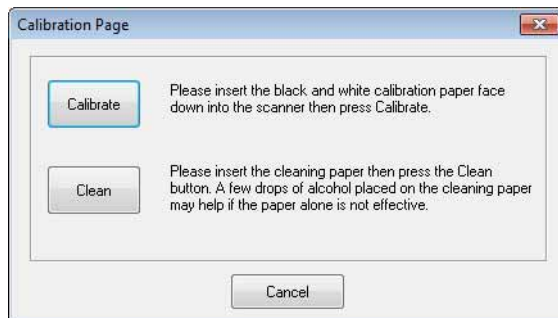 Calibration Page
Calibrate
Please insert the black and white calibration paper face
down into the scanner then press Calibrate.
Clean
Please insert the cleaning paper then press the Clean
button. A few drops of alcohol placed on the cleaning paper
may help if the paper alone is not effective.
Cancel